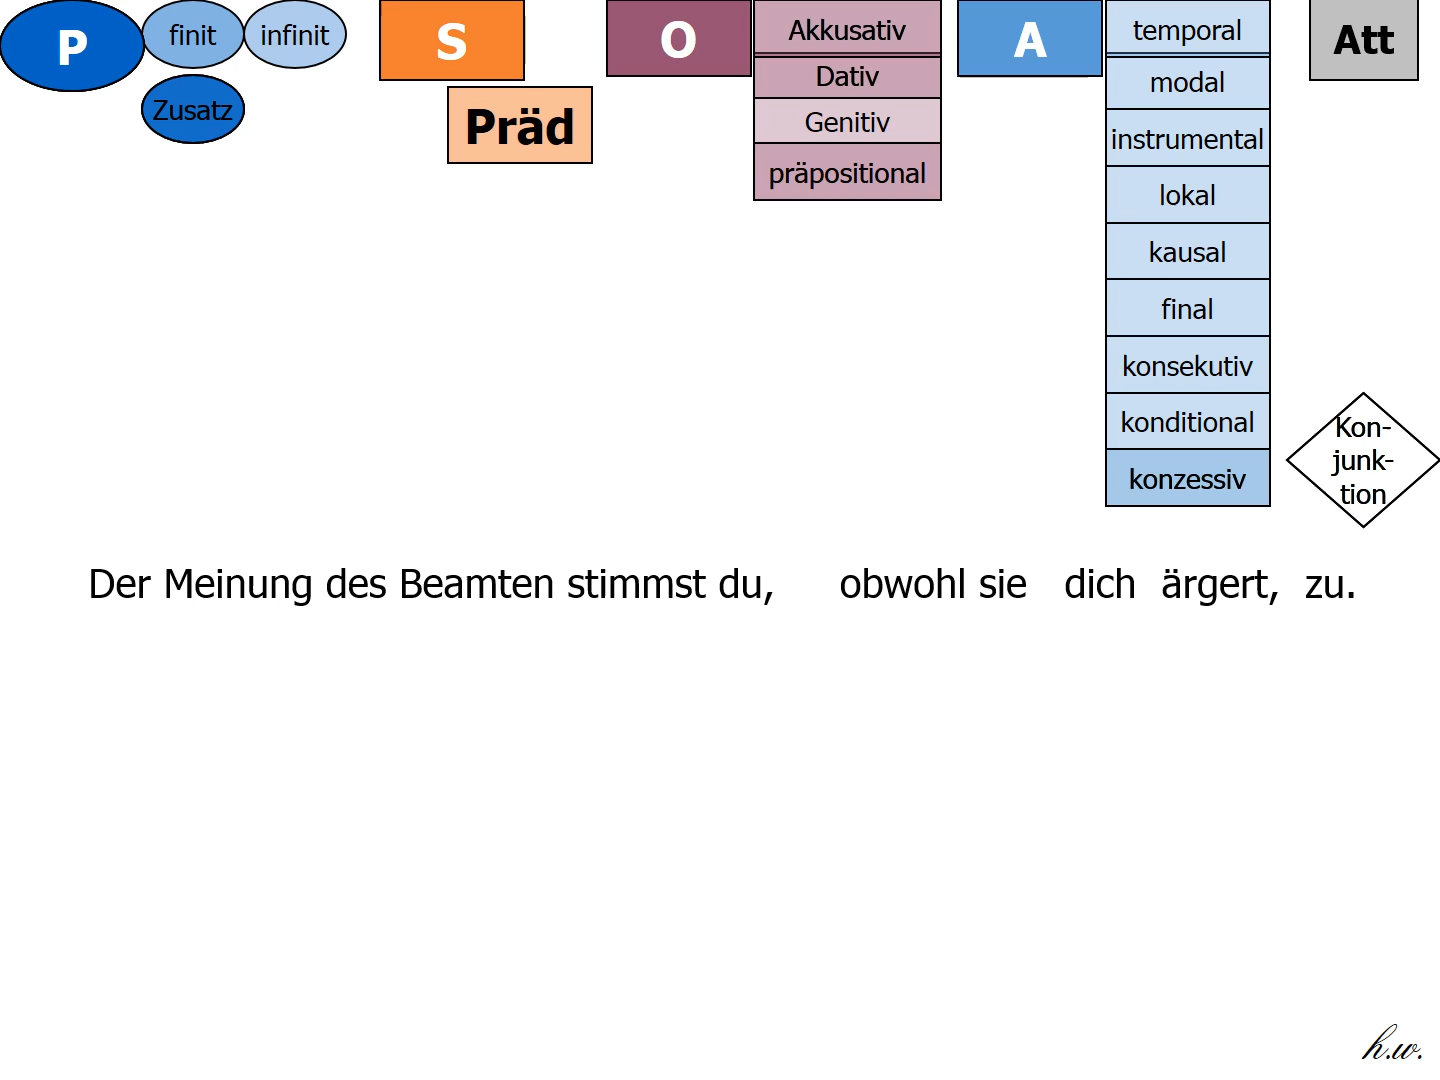 P
finit
infinit
Zusatz
S
Präd
O
Akkusativ
Dativ
Genitiv
präpositional
A
temporal
modal
instrumental
lokal
kausal
final
konsekutiv
konditional
konzessiv
Att
Kon-
junk-
tion
Der Meinung des Beamten stimmst du, obwohl sie dich ärgert, zu.
h.w.